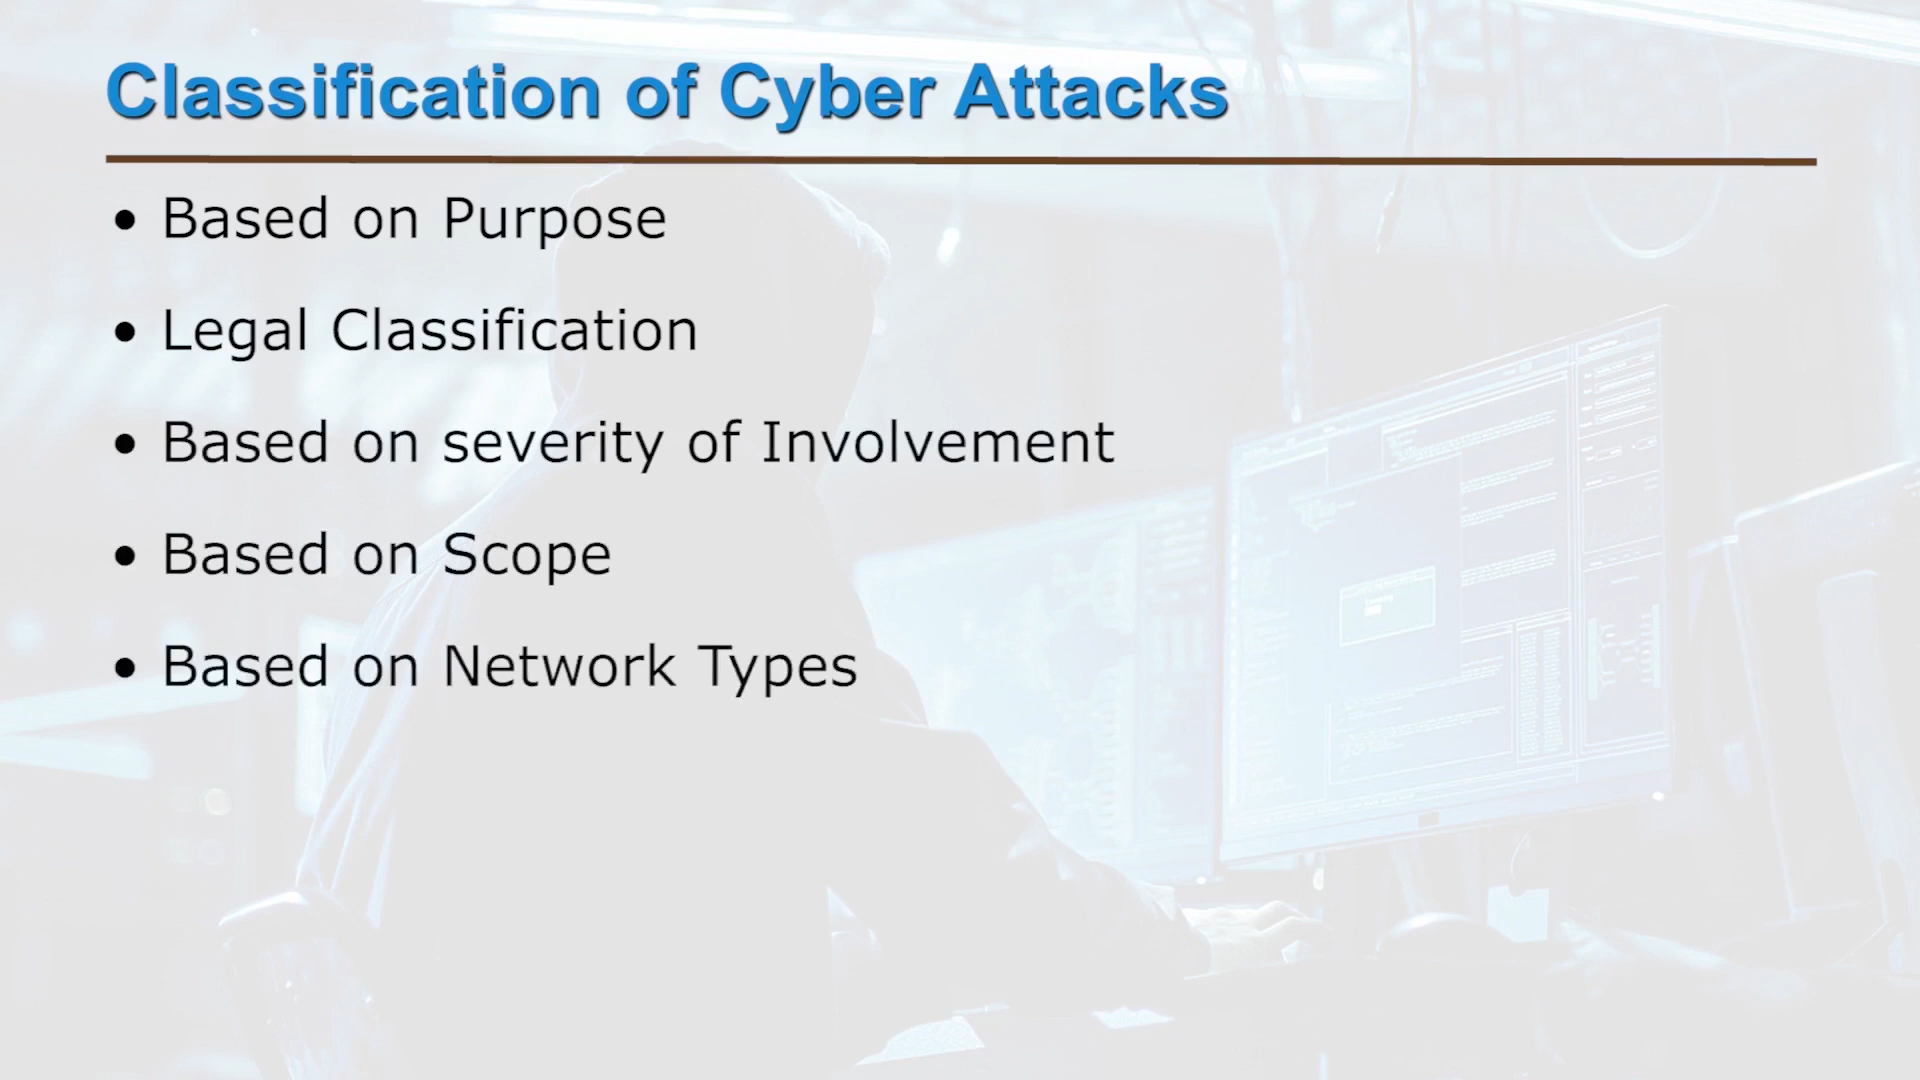 Classification of Cyber Attacks
• Based on Purpose
• Legal Classification
• Based on severity of Involvement
• Based on Scope
• Based on Network Types